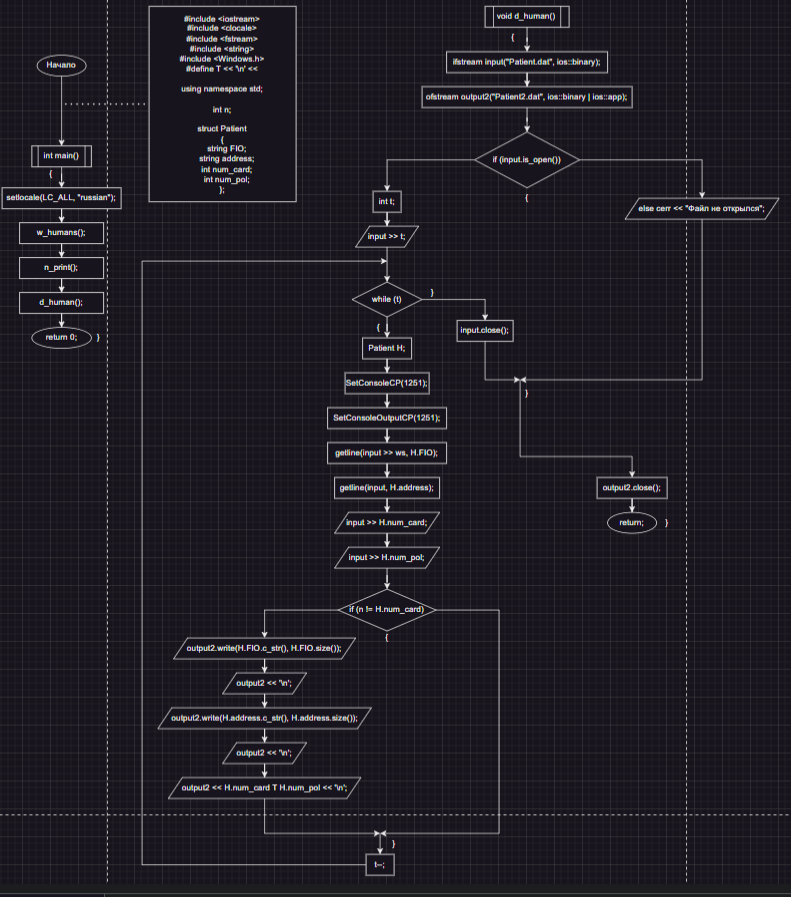 Начало
int main()
{
setlocale(LC_ALL, "russian");
w_humans();
n_print();
d_human();
return 0;
}
#include <iostream>
#include <clocale>
#include <fstream>
#include <string>
#include <Windows.h>
#define T << '\n' <<
using namespace std;
int n;
struct Patient
{
string FIO;
string address;
int num_card;
int num_pol;
};
void d_human()
{
ifstream input("Patient.dat", ios::binary);
ofstream output2("Patient2.dat", ios::binary | ios::app);
if (input.is_open())
{
int t;
input >> t;
else cerr << "Файл не открылся";
while (t)
}
{
input.close();
Patient H;
SetConsoleCP(1251);
SetConsoleOutputCP(1251);
getline(input >> ws, H.FIO);
getline(input, H.address);
input >> H.num_card;
input >> H.num_pol;
if (n != H.num_card)
{
output2.write(H.FIO.c_str(), H.FIO.size());
output2 << '\n';
output2.write(H.address.c_str(), H.address.size());
output2 << '\n';
output2 << H.num_card T H.num_pol << '\n';
}
t--;
}
output2.close();
return;
}